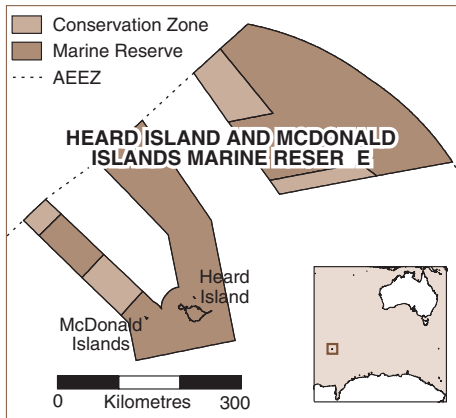 Conservation Zone
Marine Reserve
AEEZ
HEARD ISLAND AND MCDONALD
ISLANDS MARINE RESER E
Heard
Island
McDonald
Islands
0 Kilometres 300